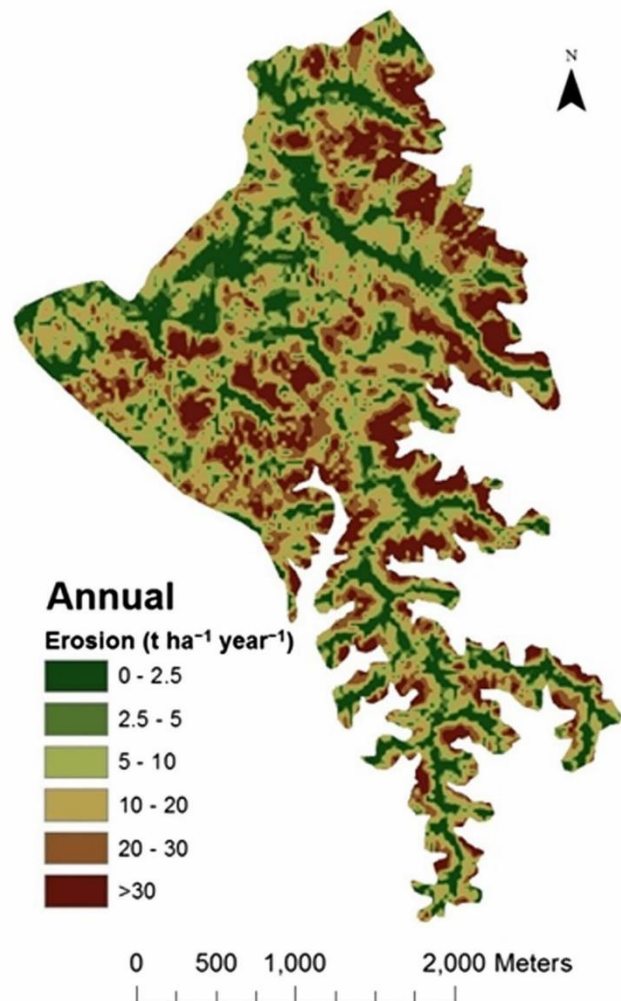 N
Annual
Erosion (t ha⁻¹ year⁻¹)
0 - 2.5
2.5 - 5
5 - 10
10 - 20
20 - 30
>30
0 500 1,000 2,000 Meters